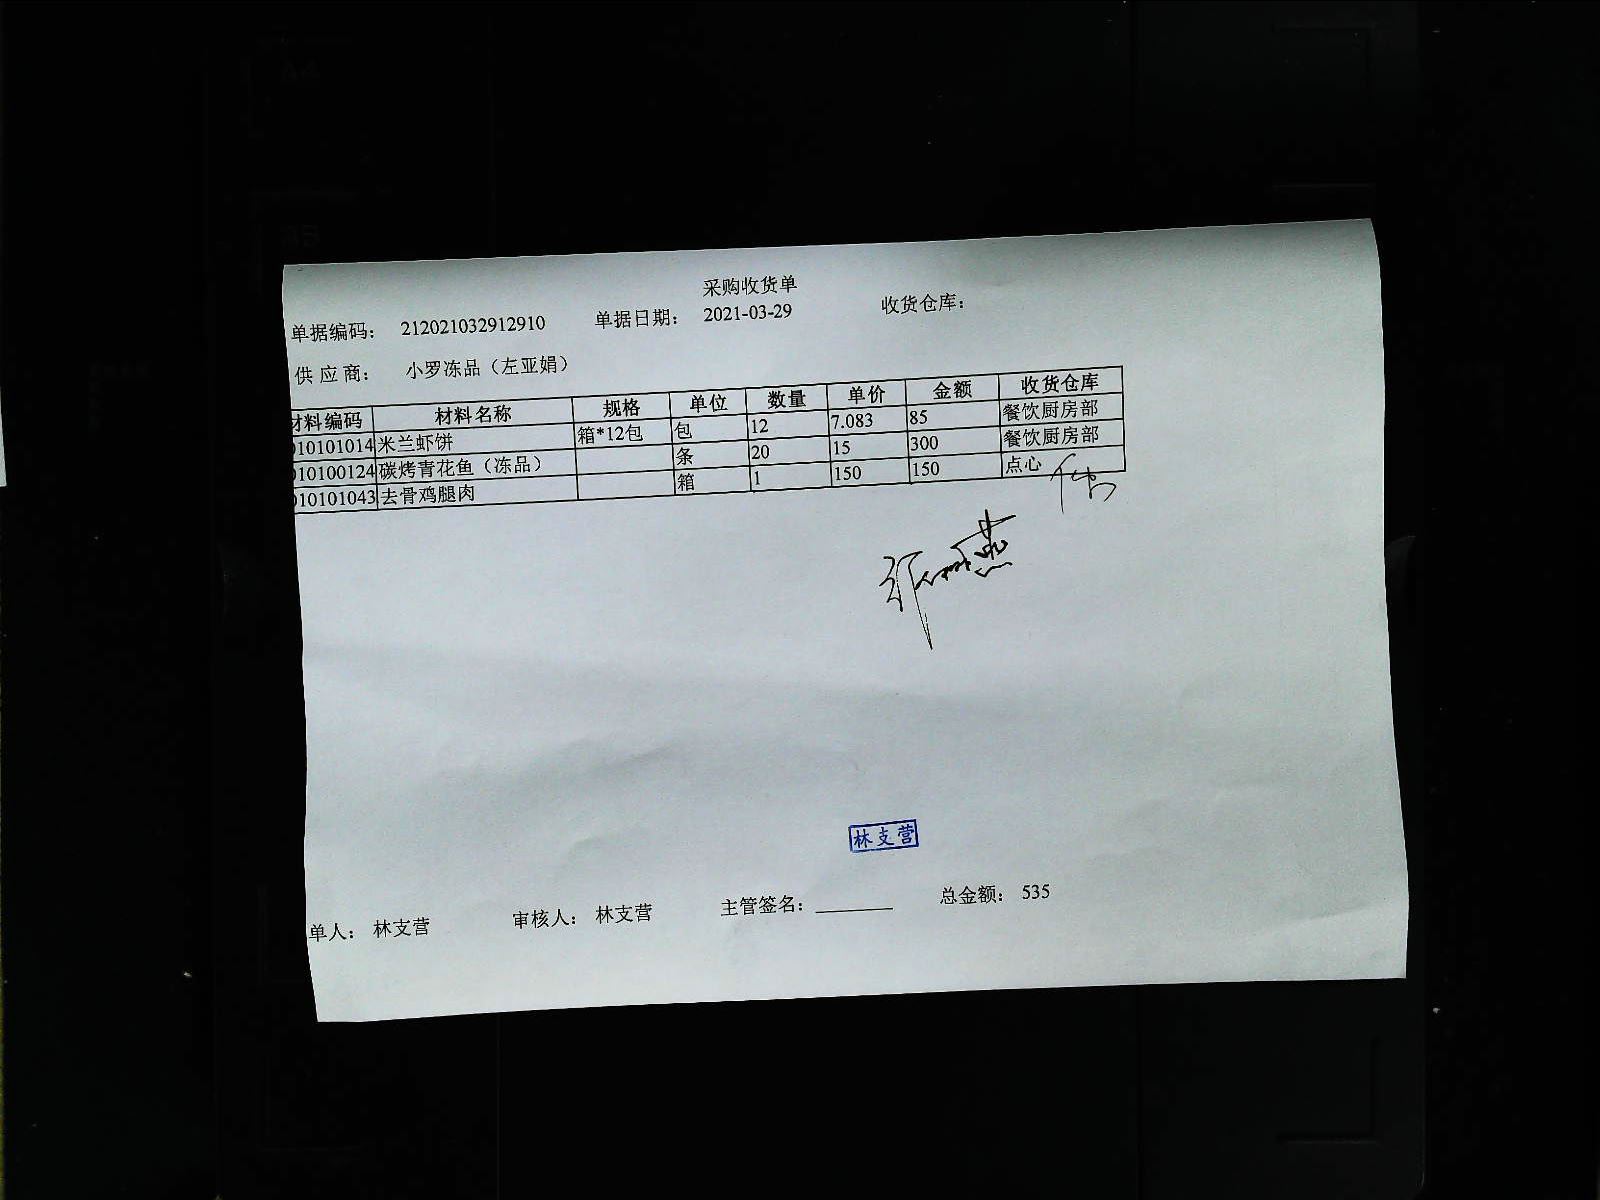 采购收货单
单据编码： 212021032912910 单据日期： 2021-03-29 收货仓库：
供应商： 小罗冻品（左亚娟）
材料编码 材料名称 规格 单位 数量 单价 金额 收货仓库
010101014 米兰虾饼 箱*12包 包 12 7.083 85 餐饮厨房部
010100124 碳烤青花鱼（冻品） 条 20 15 300 餐饮厨房部
010101043 去骨鸡腿肉 箱 1 150 150 点心
林支营
单人： 林支营 审核人： 林支营 主管签名： 总金额： 535